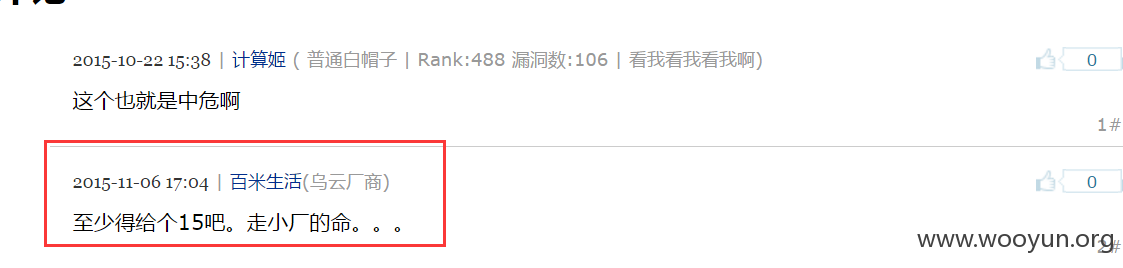 2015-10-22 15:38 | 计算姬 ( 普通白帽子 | Rank:488 漏洞数:106 | 看我看我看我啊)
0
这个也就是中危啊
1#
2015-11-06 17:04 | 百米生活(乌云厂商)
0
至少得给个15吧。走小厂的命。。。
www.wooyun.org
2#